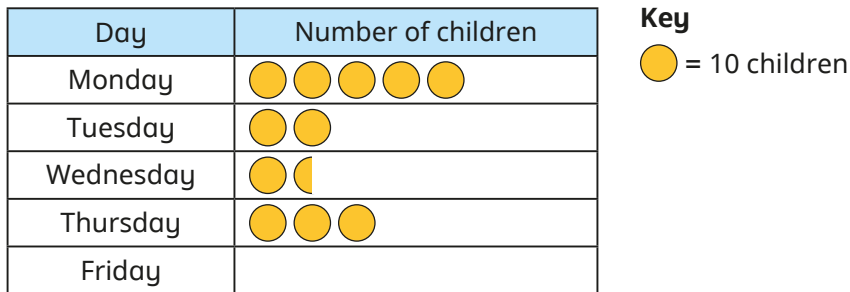 Day Number of children
Monday
Tuesday
Wednesday
Thursday
Friday
Key
= 10 children